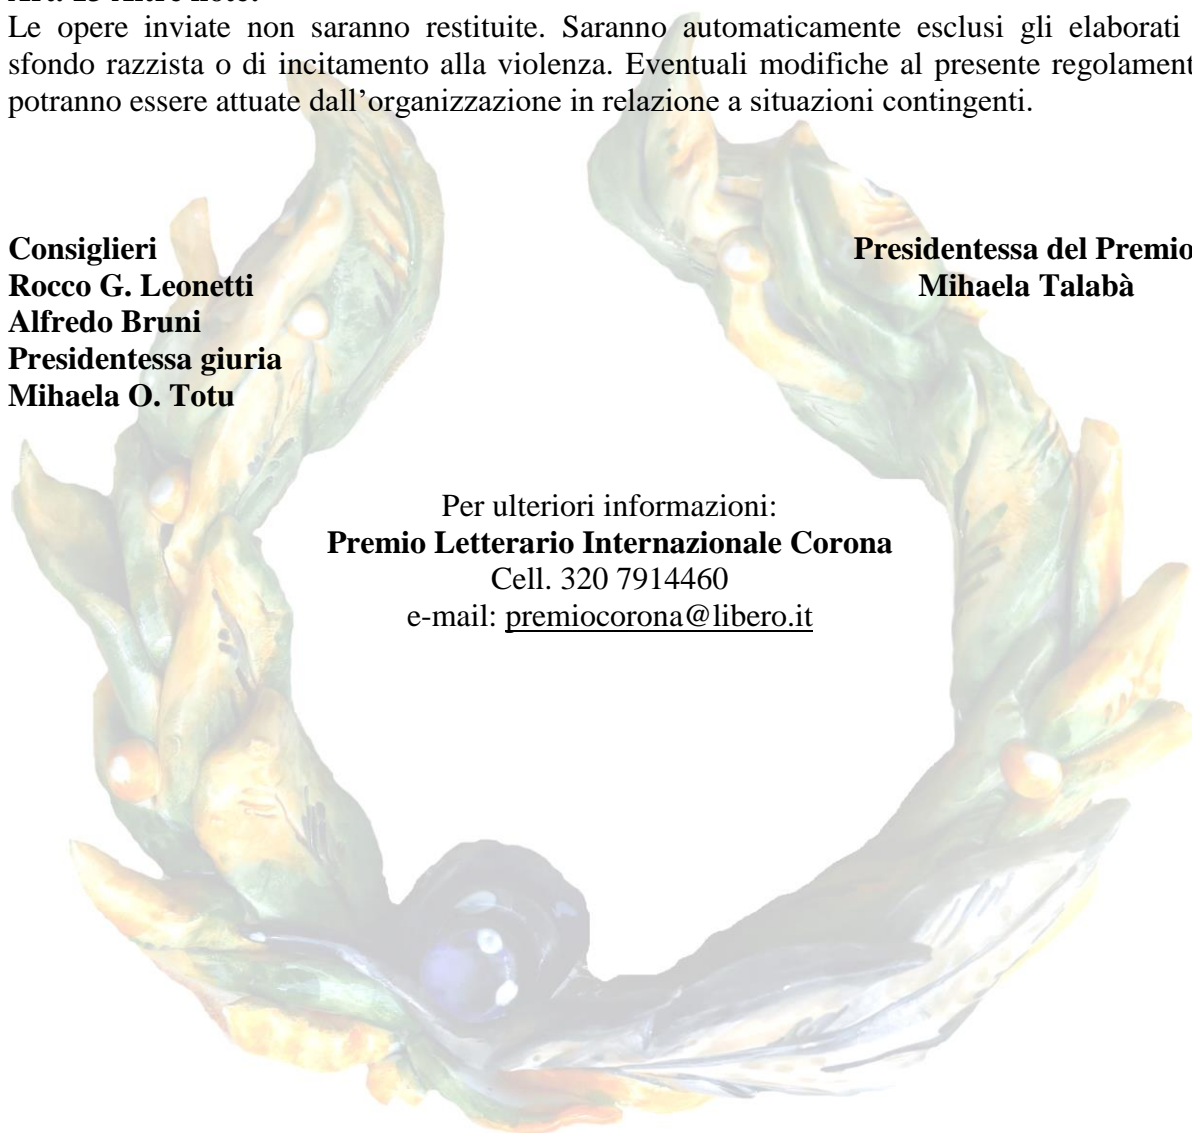 Le opere inviate non saranno restituite. Saranno automaticamente esclusi gli elaborati
sfondo razzista o di incitamento alla violenza. Eventuali modifiche al presente regolament
potranno essere attuate dall’organizzazione in relazione a situazioni contingenti.
Consiglieri
Rocco G. Leonetti
Alfredo Bruni
Presidentessa giuria
Mihaela O. Totu
Presidentessa del Premio
Mihaela Talabà
Per ulteriori informazioni:
Premio Letterario Internazionale Corona
Cell. 320 7914460
e-mail: premiocorona@libero.it